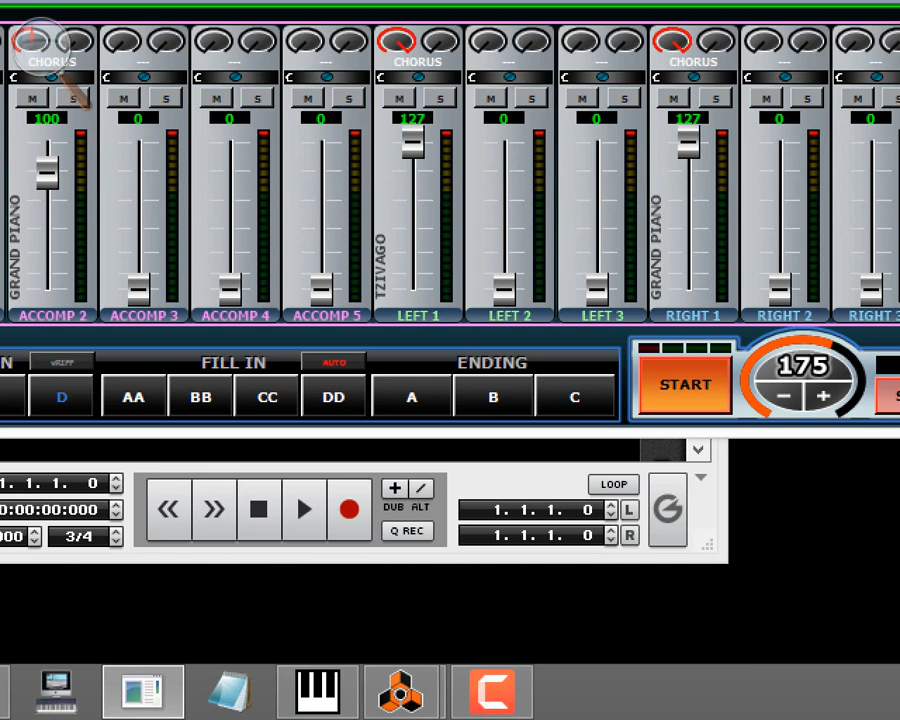 CHORUS --- --- --- CHORUS --- --- CHORUS --- ---
C C C C C C C C C C
M S M S M S M S M S M S M S M S M S M
100 0 0 0 127 0 0 127 0 0
GRAND PIANO
TZIVAGO
GRAND PIANO
ACCOMP 2 ACCOMP 3 ACCOMP 4 ACCOMP 5 LEFT 1 LEFT 2 LEFT 3 RIGHT 1 RIGHT 2 RIGHT 3
N vRIFF FILL IN AUTO ENDING
D AA BB CC DD A B C
START
175
− +
S
LOOP
1. 1. 1. 0
DUB ALT
1. 1. 1. 0 L
0:00:00:000
Q REC
1. 1. 1. 0 R
000 3/4